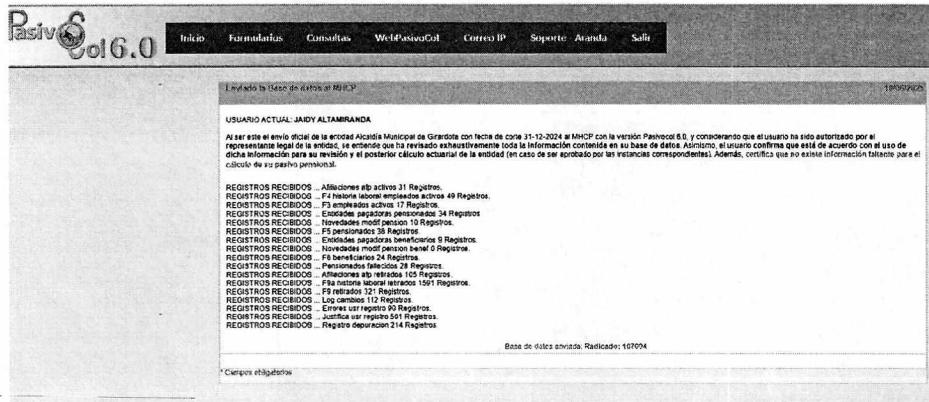 PasivoCol 6.0
Inicio Formularios Consultas WebPasivoCol Correo IP Soporte Aranda Salir
Enviado la Base de datos al MHCP
USUARIO ACTUAL: JAIDY ALTAMIRANDA
Al ser este el envío oficial de la entidad Alcaldía Municipal de Girardota con fecha de corte 31-12-2024 al MHCP con la versión Pasivocol 6.0, y considerando que el usuario ha sido autorizado por el
representante legal de la entidad, se entiende que ha revisado exhaustivamente toda la información contenida en su base de datos. Asimismo, el usuario confirma que está de acuerdo con el uso de
dicha información para su revisión y el posterior cálculo actuarial de la entidad (en caso de ser aprobado por las instancias correspondientes). Además, certifica que no existe información faltante para el
cálculo de su pasivo pensional.
REGISTROS RECIBIDOS ... Afiliaciones afp activos 31 Registros.
REGISTROS RECIBIDOS ... F4 historia laboral empleados activos 49 Registros.
REGISTROS RECIBIDOS ... F3 empleados activos 17 Registros.
REGISTROS RECIBIDOS ... Entidades pagadoras pensionados 34 Registros
REGISTROS RECIBIDOS ... Novedades modif pension 10 Registros.
REGISTROS RECIBIDOS ... F5 pensionados 38 Registros.
REGISTROS RECIBIDOS ... Entidades pagadoras beneficiarios 9 Registros.
REGISTROS RECIBIDOS ... Novedades modif pension benef 0 Registros.
REGISTROS RECIBIDOS ... F6 beneficiarios 24 Registros.
REGISTROS RECIBIDOS ... Pensionados fallecidos 28 Registros.
REGISTROS RECIBIDOS ... Afiliaciones afp retirados 105 Registros.
REGISTROS RECIBIDOS ... F9a historia laboral retirados 1591 Registros.
REGISTROS RECIBIDOS ... F9 retirados 321 Registros.
REGISTROS RECIBIDOS ... Log cambios 112 Registros.
REGISTROS RECIBIDOS ... Errores usr registro 90 Registros.
REGISTROS RECIBIDOS ... Justifica usr registro 501 Registros.
REGISTROS RECIBIDOS ... Registro depuracion 214 Registros
Base de datos enviada: Radicado: 107094
* Campos obligatorios